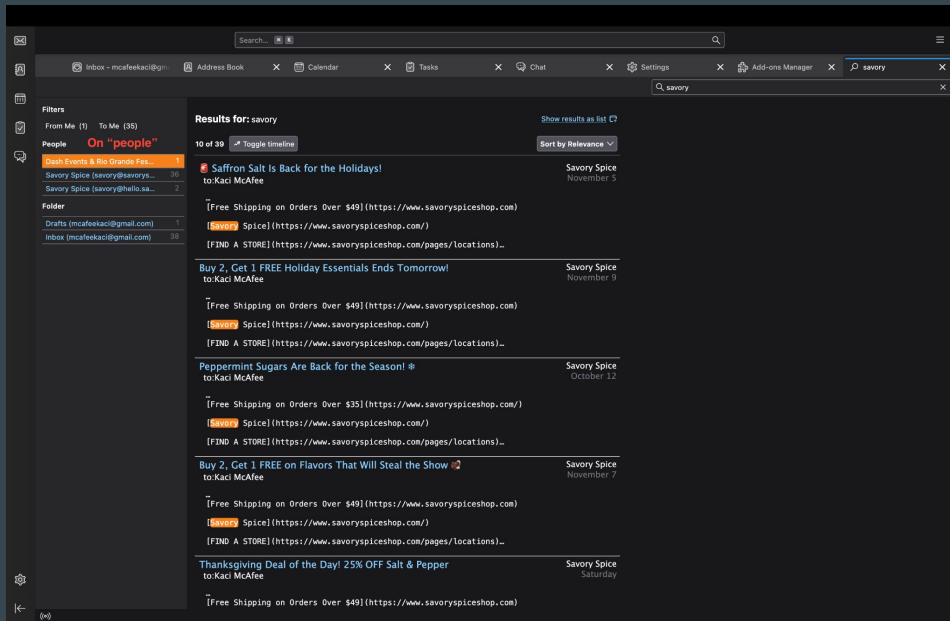 Search... ⌘ K
Inbox - mcafeekaci@gm
Address Book
Calendar
Tasks
Chat
Settings
Add-ons Manager
savory
savory
Filters
From Me (1) To Me (35)
People On “people”
Dash Events & Rio Grande Fes... 1
Savory Spice (savory@savorys... 36
Savory Spice (savory@hello.sa... 2
Folder
Drafts (mcafeekaci@gmail.com) 1
Inbox (mcafeekaci@gmail.com) 38
Results for: savory
Show results as list
10 of 39 Toggle timeline
Sort by Relevance
🚨 Saffron Salt Is Back for the Holidays! Savory Spice
to:Kaci McAfee November 5
…
[Free Shipping on Orders Over $49](https://www.savoryspiceshop.com)
[Savory Spice](https://www.savoryspiceshop.com/)
[FIND A STORE](https://www.savoryspiceshop.com/pages/locations)…
Buy 2, Get 1 FREE Holiday Essentials Ends Tomorrow! Savory Spice
to:Kaci McAfee November 9
…
[Free Shipping on Orders Over $49](https://www.savoryspiceshop.com)
[Savory Spice](https://www.savoryspiceshop.com/)
[FIND A STORE](https://www.savoryspiceshop.com/pages/locations)…
Peppermint Sugars Are Back for the Season! ❄ Savory Spice
to:Kaci McAfee October 12
…
[Free Shipping on Orders Over $35](https://www.savoryspiceshop.com/)
[Savory Spice](https://www.savoryspiceshop.com/)
[FIND A STORE](https://www.savoryspiceshop.com/pages/locations)…
Buy 2, Get 1 FREE on Flavors That Will Steal the Show Savory Spice
to:Kaci McAfee November 7
…
[Free Shipping on Orders Over $49](https://www.savoryspiceshop.com)
[Savory Spice](https://www.savoryspiceshop.com/)
[FIND A STORE](https://www.savoryspiceshop.com/pages/locations)…
Thanksgiving Deal of the Day! 25% OFF Salt & Pepper Savory Spice
to:Kaci McAfee Saturday
…
[Free Shipping on Orders Over $49](https://www.savoryspiceshop.com)